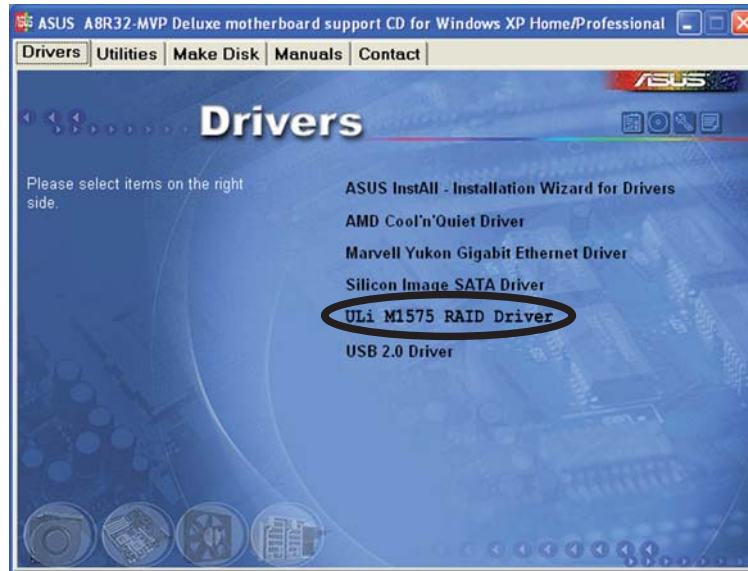 ASUS A8R32-MVP Deluxe motherboard support CD for Windows XP Home/Professional
Drivers Utilities Make Disk Manuals Contact
ASUS
Drivers
Please select items on the right
side.
ASUS InstAll - Installation Wizard for Drivers
AMD Cool'n'Quiet Driver
Marvell Yukon Gigabit Ethernet Driver
Silicon Image SATA Driver
ULi M1575 RAID Driver
USB 2.0 Driver